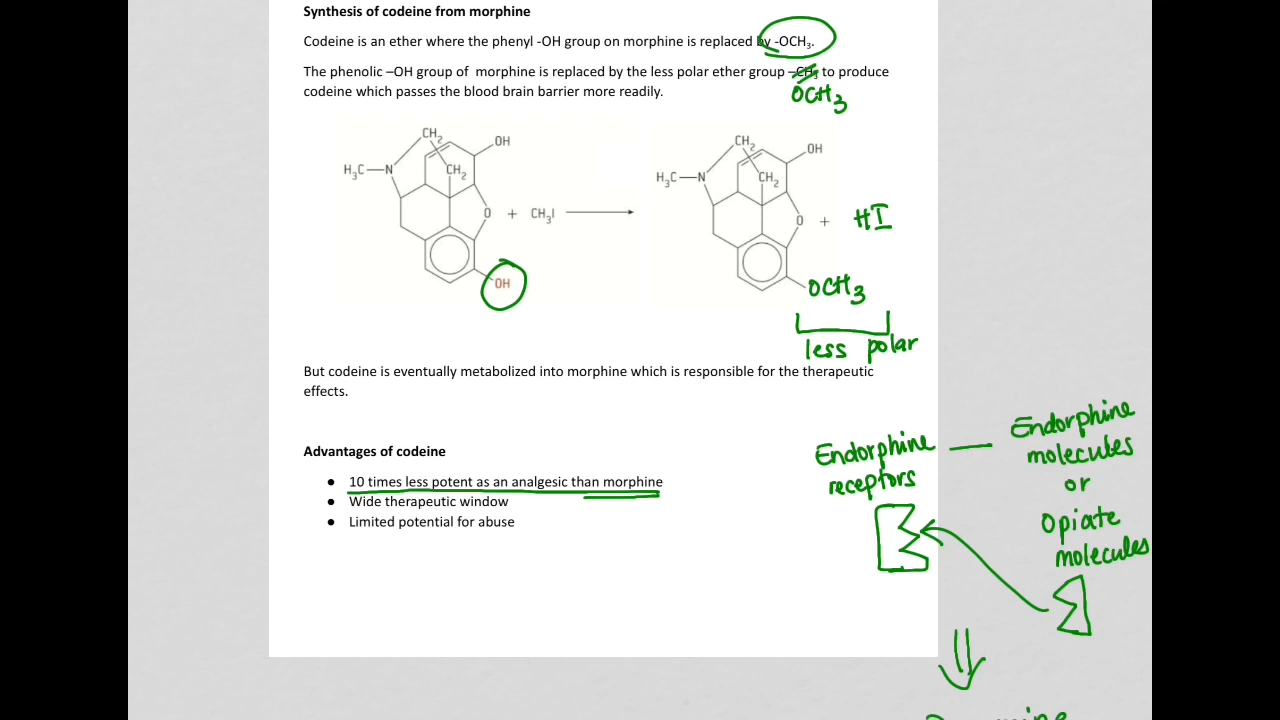 Synthesis of codeine from morphine
Codeine is an ether where the phenyl -OH group on morphine is replaced by -OCH3.
The phenolic –OH group of  morphine is replaced by the less polar ether group –CH3 to produce
OCH3
codeine which passes the blood brain barrier more readily.
CH2
OH
H3C—N
CH2
O
+ CH3I
OH
CH2
OH
H3C—N
CH2
O
+ HI
OCH3
less polar
But codeine is eventually metabolized into morphine which is responsible for the therapeutic
effects.
Advantages of codeine
● 10 times less potent as an analgesic than morphine
● Wide therapeutic window
● Limited potential for abuse
Endorphine
receptors
Endorphine
molecules
or
Opiate
molecules